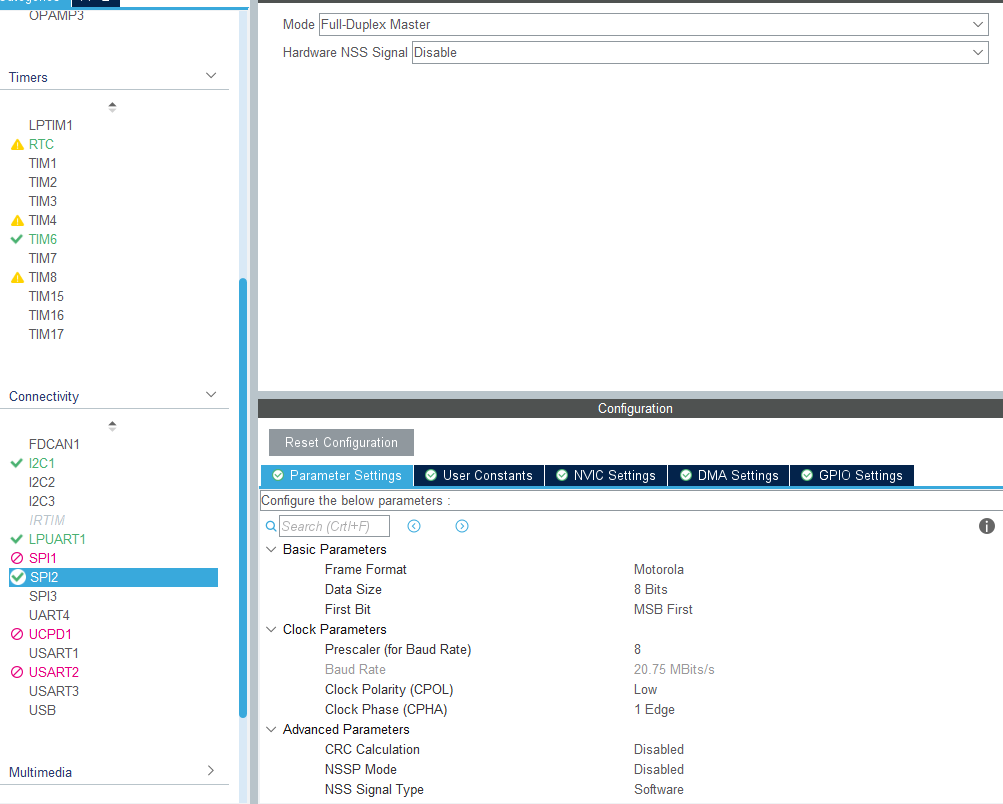 OPAMP3
Timers
LPTIM1
RTC
TIM1
TIM2
TIM3
TIM4
TIM6
TIM7
TIM8
TIM15
TIM16
TIM17
Connectivity
FDCAN1
I2C1
I2C2
I2C3
IRTIM
LPUART1
SPI1
SPI2
SPI3
UART4
UCPD1
USART1
USART2
USART3
USB
Multimedia
Mode Full-Duplex Master
Hardware NSS Signal Disable
Configuration
Reset Configuration
Parameter Settings User Constants NVIC Settings DMA Settings GPIO Settings
Configure the below parameters :
Search (Crtl+F)
Basic Parameters
Frame Format Motorola
Data Size 8 Bits
First Bit MSB First
Clock Parameters
Prescaler (for Baud Rate) 8
Baud Rate 20.75 MBits/s
Clock Polarity (CPOL) Low
Clock Phase (CPHA) 1 Edge
Advanced Parameters
CRC Calculation Disabled
NSSP Mode Disabled
NSS Signal Type Software